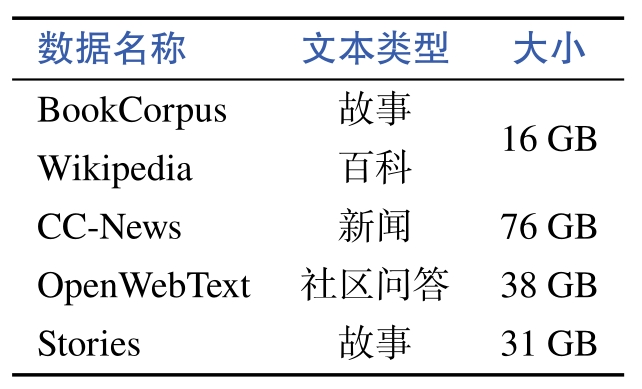 数据名称 文本类型 大小
BookCorpus 故事
16 GB
Wikipedia 百科
CC-News 新闻 76 GB
OpenWebText 社区问答 38 GB
Stories 故事 31 GB